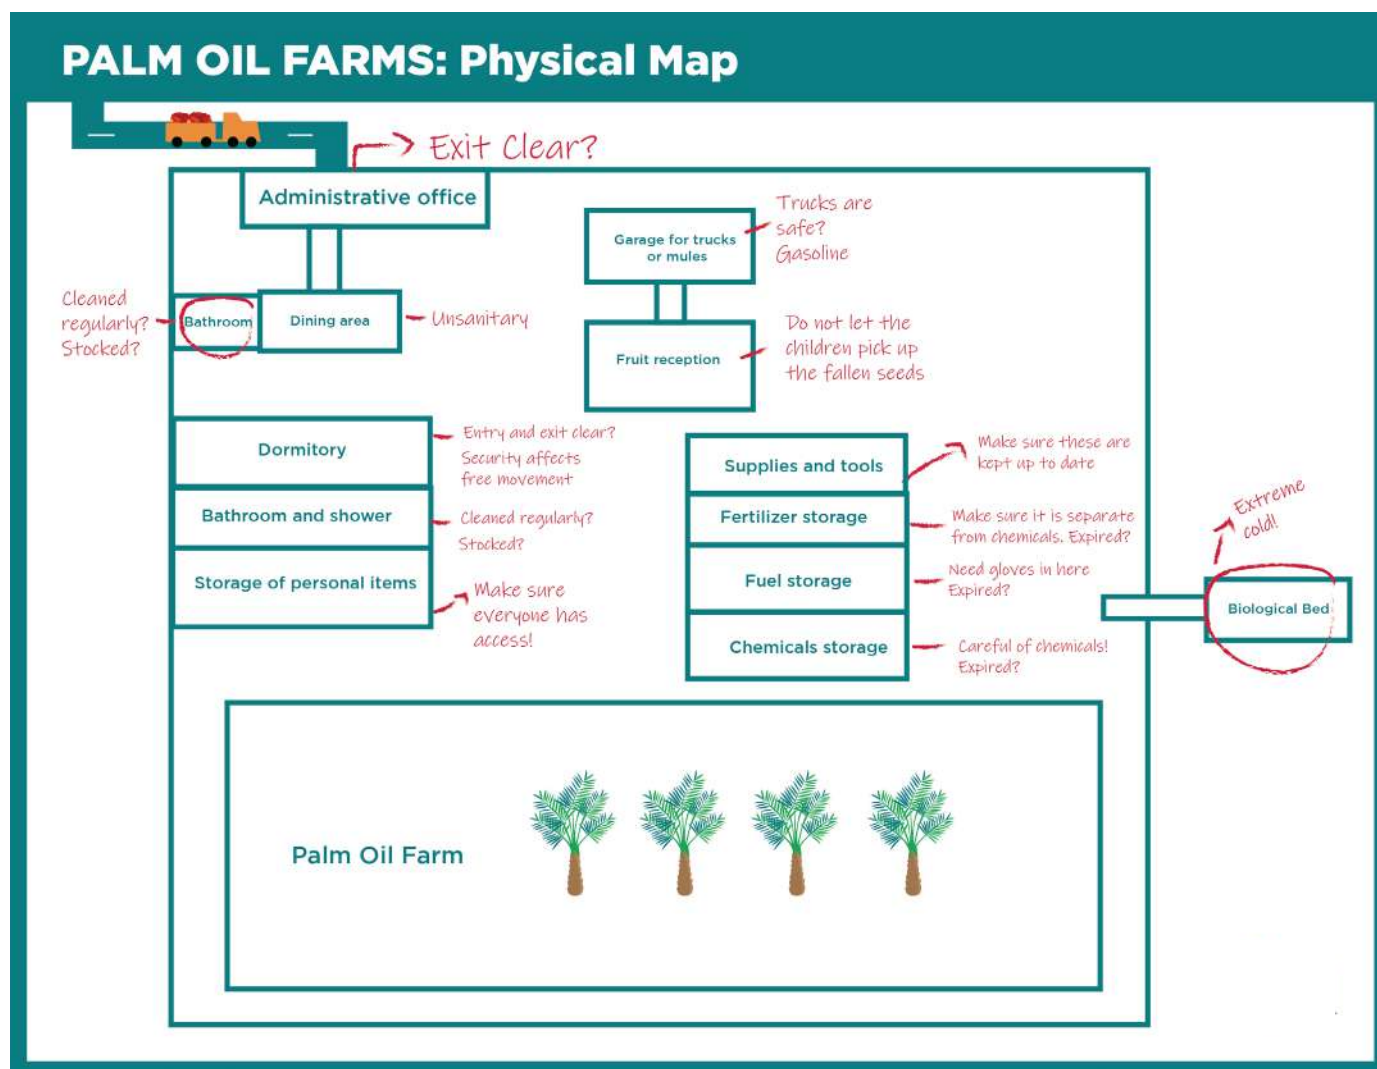 PALM OIL FARMS: Physical Map
Exit Clear?
Administrative office
Trucks are
safe?
Gasoline
Garage for trucks
or mules
Cleaned
regularly?
Stocked?
Bathroom
Dining area
Unsanitary
Do not let the
children pick up
the fallen seeds
Fruit reception
Dormitory
Entry and exit clear?
Security affects
free movement
Bathroom and shower
Cleaned regularly?
Stocked?
Storage of personal items
Make sure
everyone has
access!
Supplies and tools
Make sure these are
kept up to date
Fertilizer storage
Make sure it is separate
from chemicals. Expired?
Fuel storage
Need gloves in here
Expired?
Chemicals storage
Careful of chemicals!
Expired?
Extreme
cold!
Biological Bed
Palm Oil Farm